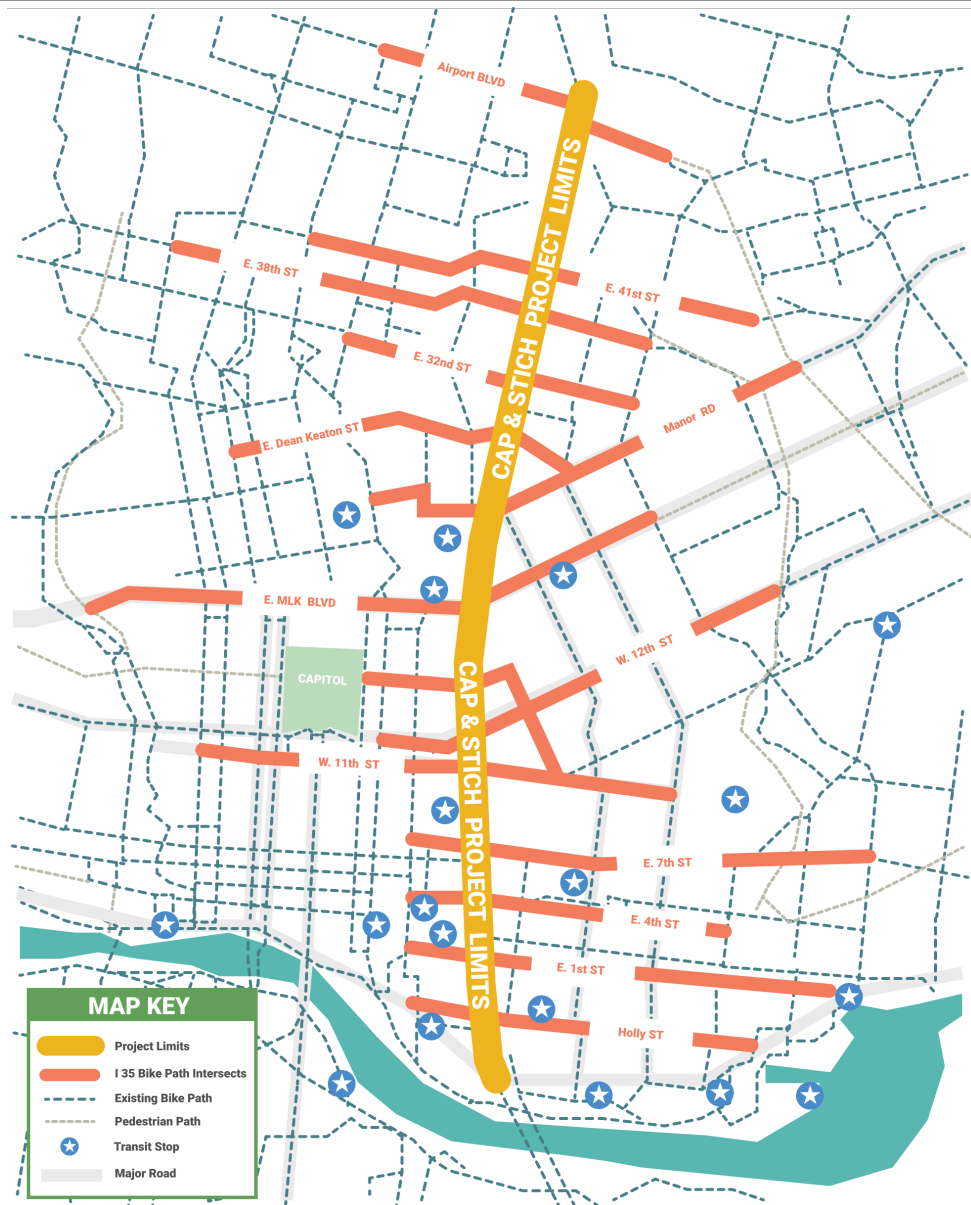 Airport BLVD
CAP & STICH PROJECT LIMITS
E. 38th ST
E. 41st ST
E. 32nd ST
Manor RD
E. Dean Keaton ST
E. MLK BLVD
W. 12th ST
CAPITOL
CAP & STICH PROJECT LIMITS
W. 11th ST
E. 7th ST
E. 4th ST
E. 1st ST
Holly ST
MAP KEY
Project Limits
I 35 Bike Path Intersects
Existing Bike Path
Pedestrian Path
Transit Stop
Major Road